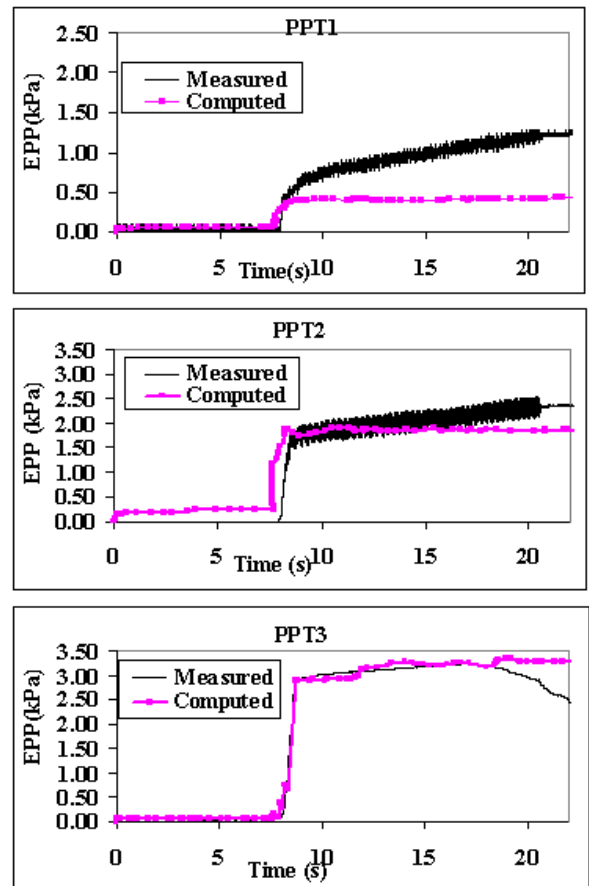 PPT1
2.50
2.00
1.50
1.00
0.50
0.00
EPP(kPa)
Measured
Computed
0 5 10 15 20
Time(s)
PPT2
3.50
3.00
2.50
2.00
1.50
1.00
0.50
0.00
EPP (kPa)
Measured
Computed
0 5 10 15 20
Time (s)
PPT3
3.50
3.00
2.50
2.00
1.50
1.00
0.50
0.00
EPP(kPa)
Measured
Computed
0 5 10 15 20
Time (s)